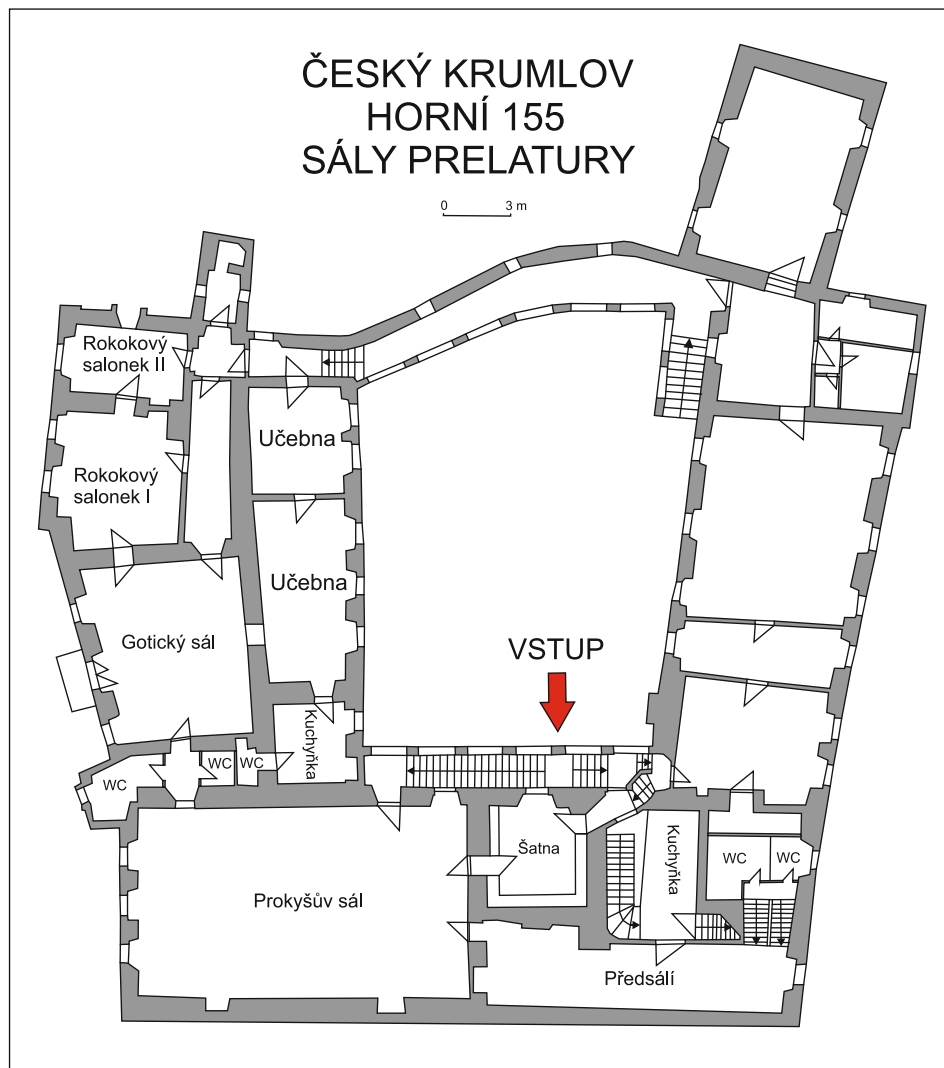 ČESKÝ KRUMLOV
HORNÍ 155
SÁLY PRELATURY
0 3 m
Rokokový
salonek II
Učebna
Rokokový
salonek I
Učebna
Gotický sál
VSTUP
Kuchyňka
WC
WC
WC
Šatna
Kuchyňka
WC
WC
Prokyšův sál
Předsálí